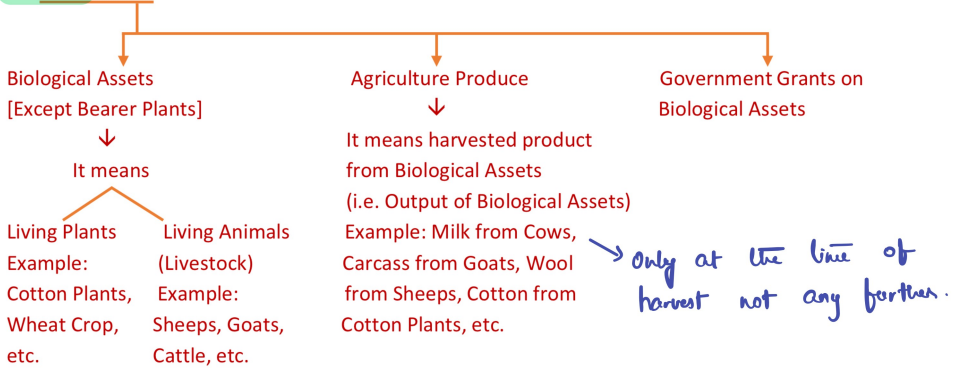 Biological Assets
[Except Bearer Plants]
It means
Living Plants
Example:
Cotton Plants,
Wheat Crop,
etc.
Living Animals
(Livestock)
Example:
Sheeps, Goats,
Cattle, etc.
Agriculture Produce
It means harvested product
from Biological Assets
(i.e. Output of Biological Assets)
Example: Milk from Cows,
Carcass from Goats, Wool
from Sheeps, Cotton from
Cotton Plants, etc.
Only at the time of
harvest not any further.
Government Grants on
Biological Assets